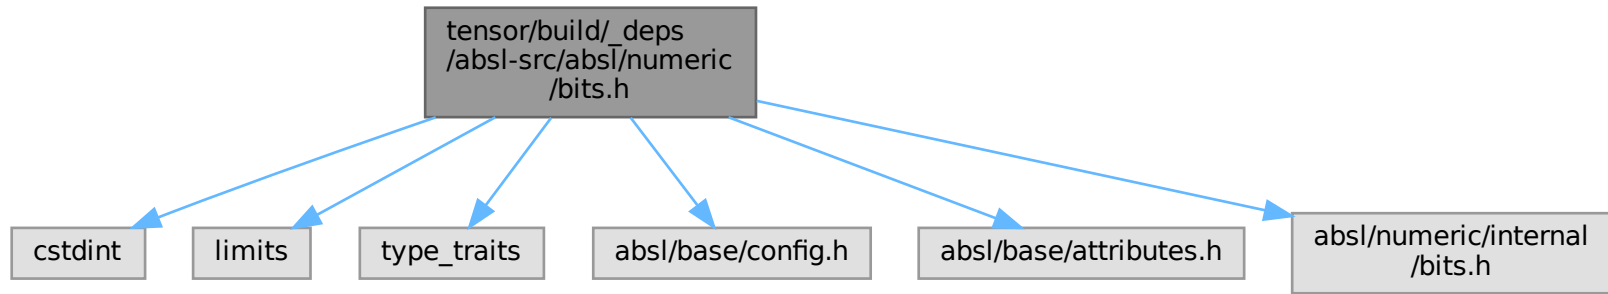 tensor/build/_deps
/absl-src/absl/numeric
/bits.h
cstdint
limits
type_traits
absl/base/config.h
absl/base/attributes.h
absl/numeric/internal
/bits.h